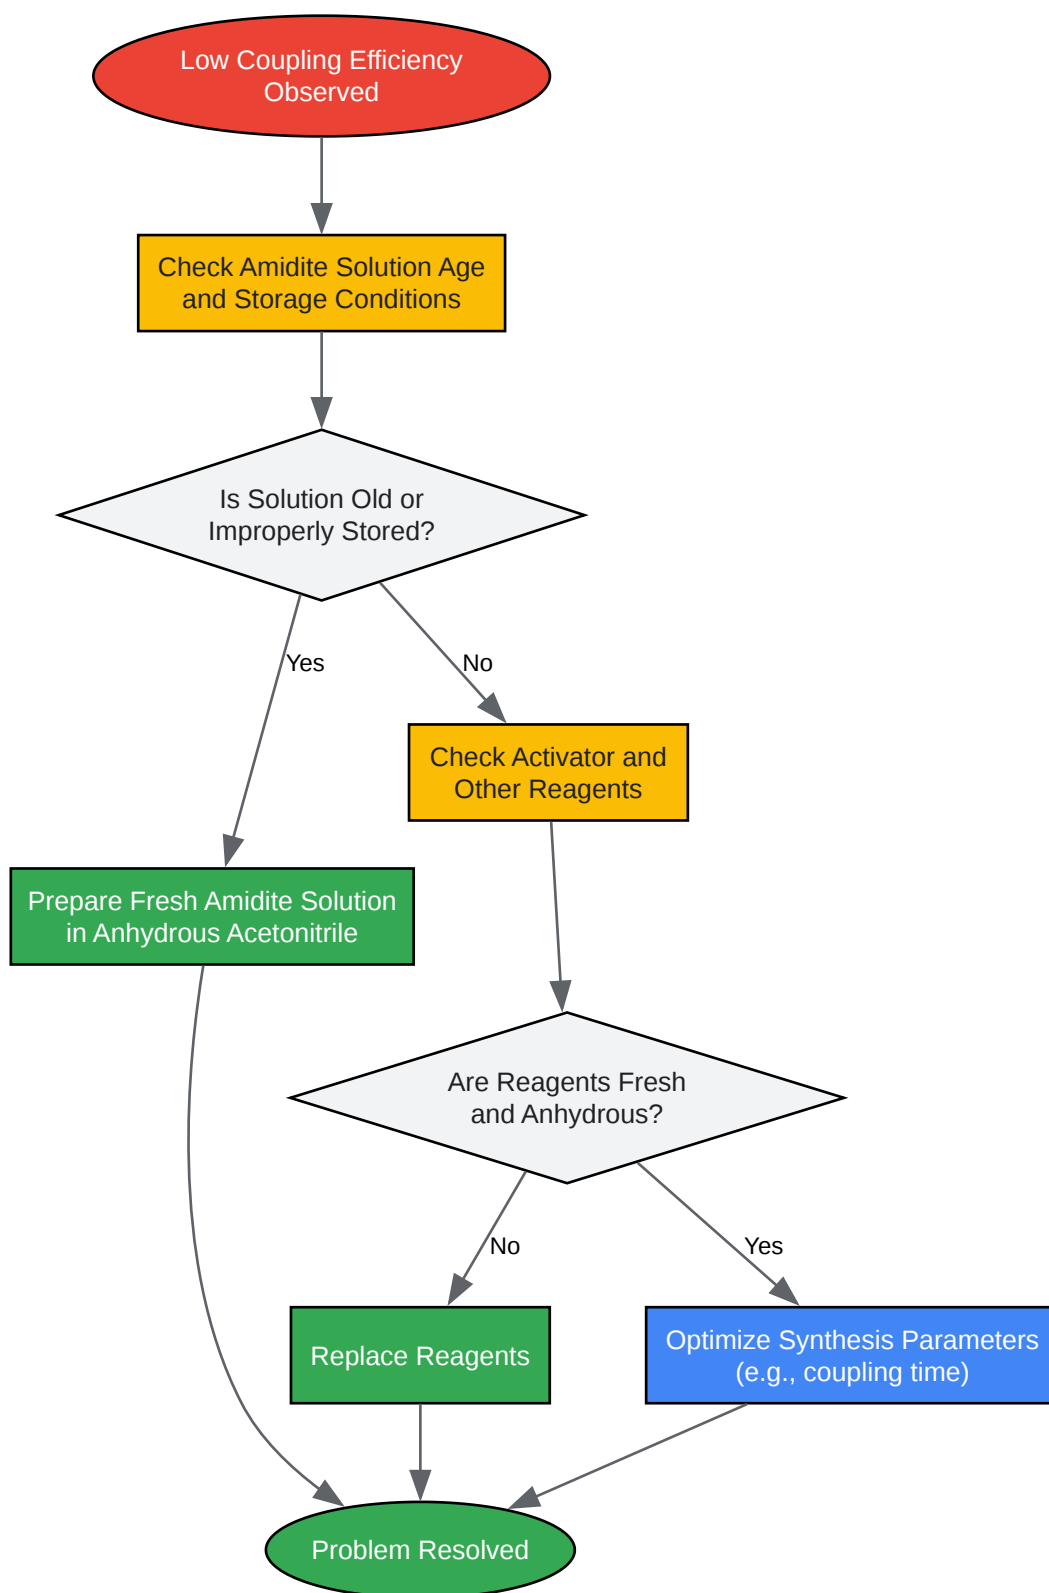 Low Coupling Efficiency
Observed
Check Amidite Solution Age
and Storage Conditions
Is Solution Old or
Improperly Stored?
Yes
No
Check Activator and
Other Reagents
Prepare Fresh Amidite Solution
in Anhydrous Acetonitrile
Are Reagents Fresh
and Anhydrous?
No
Yes
Replace Reagents
Optimize Synthesis Parameters
(e.g., coupling time)
Problem Resolved